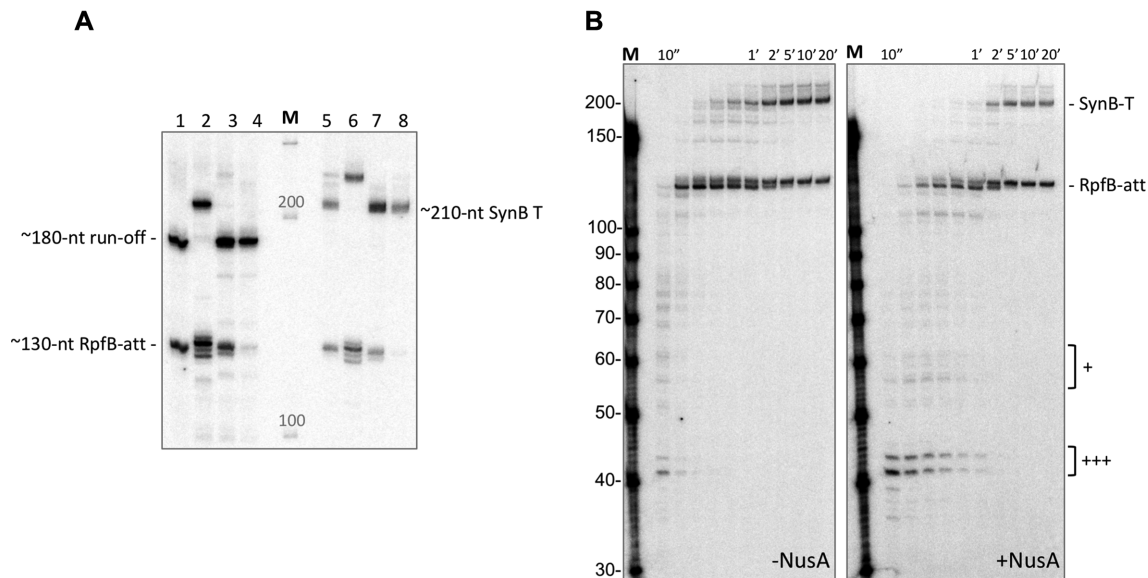 A
1 2 3 4 M 5 6 7 8
200
~210-nt SynB T
~180-nt run-off -
~130-nt RpfB-att -
100
B
M 10" 1' 2' 5' 10' 20'
M 10" 1' 2' 5' 10' 20'
200-
- SynB-T
150-
- RpfB-att
100-
90-
80-
70-
60-
+
50-
+++
40-
30-
-NusA
+NusA